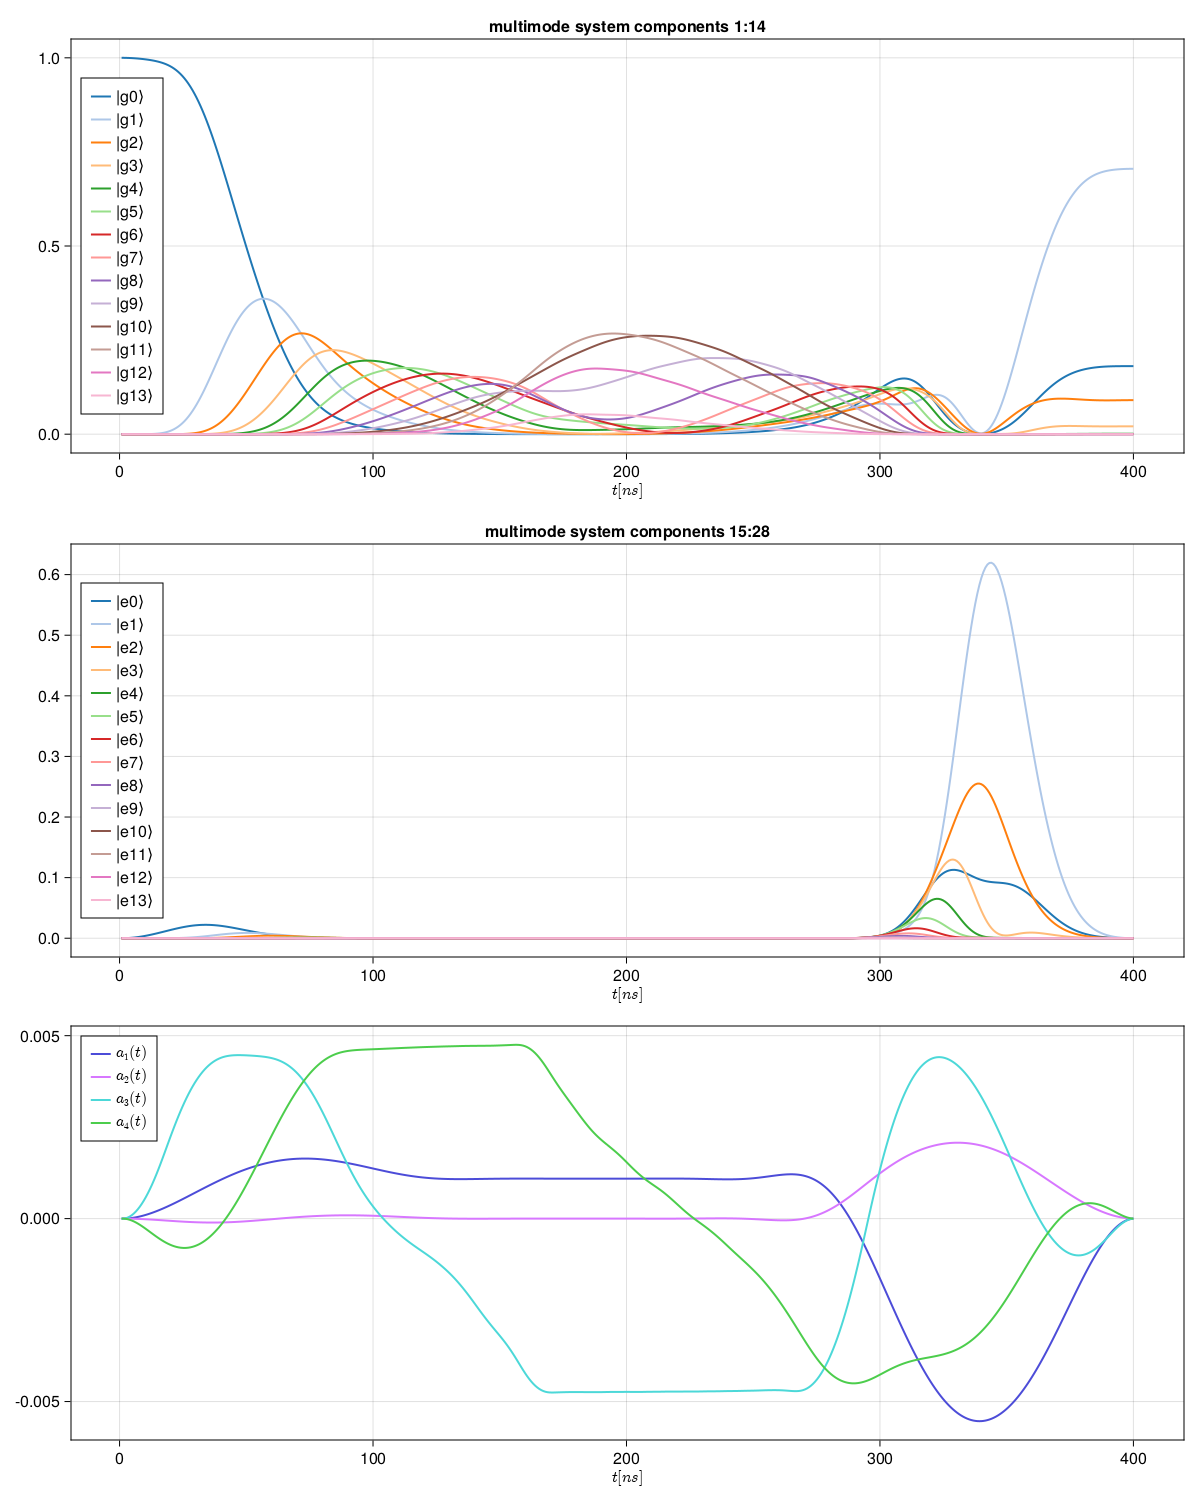 multimode system components 1:14
1.0
0.5
0.0
|g0⟩
|g1⟩
|g2⟩
|g3⟩
|g4⟩
|g5⟩
|g6⟩
|g7⟩
|g8⟩
|g9⟩
|g10⟩
|g11⟩
|g12⟩
|g13⟩
0 100 200 300 400
t[ns]
multimode system components 15:28
0.6
0.5
0.4
0.3
0.2
0.1
0.0
|e0⟩
|e1⟩
|e2⟩
|e3⟩
|e4⟩
|e5⟩
|e6⟩
|e7⟩
|e8⟩
|e9⟩
|e10⟩
|e11⟩
|e12⟩
|e13⟩
0 100 200 300 400
t[ns]
0.005
0.000
-0.005
a₁(t)
a₂(t)
a₃(t)
a₄(t)
0 100 200 300 400
t[ns]